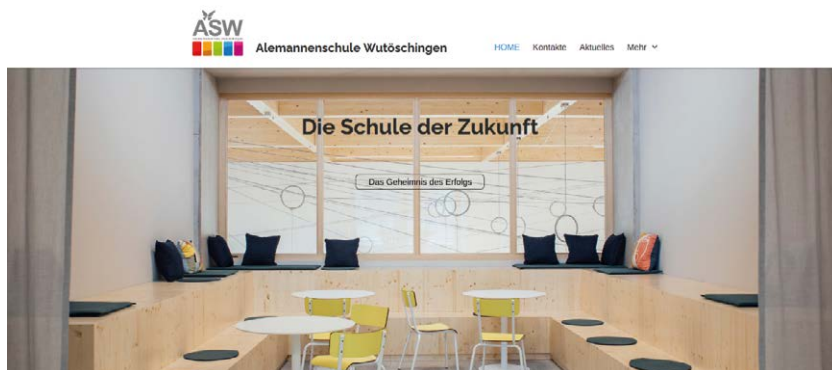 ASW
Alemannenschule Wutöschingen
HOME Kontakte Aktuelles Mehr
Die Schule der Zukunft
Das Geheimnis des Erfolgs